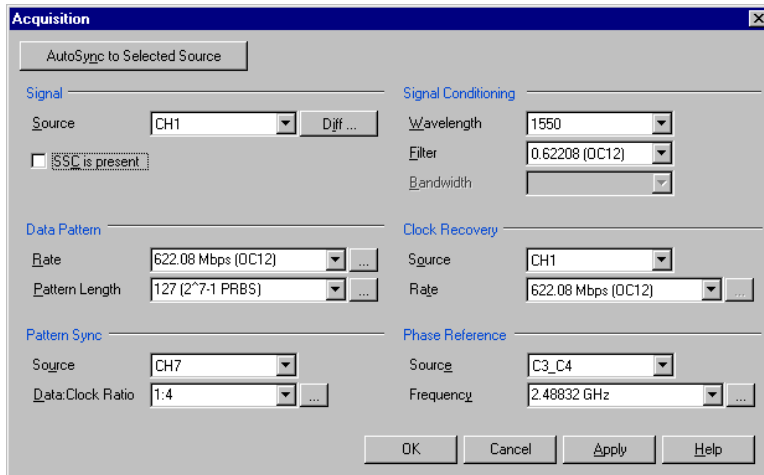 Acquisition
AutoSync to Selected Source
Signal
Source CH1 Diff ...
SSC is present
Signal Conditioning
Wavelength 1550
Filter 0.62208 (OC12)
Bandwidth
Data Pattern
Rate 622.08 Mbps (OC12) ...
Pattern Length 127 (2^7-1 PRBS) ...
Clock Recovery
Source CH1
Rate 622.08 Mbps (OC12) ...
Pattern Sync
Source CH7
Data:Clock Ratio 1:4 ...
Phase Reference
Source C3_C4
Frequency 2.48832 GHz ...
OK Cancel Apply Help